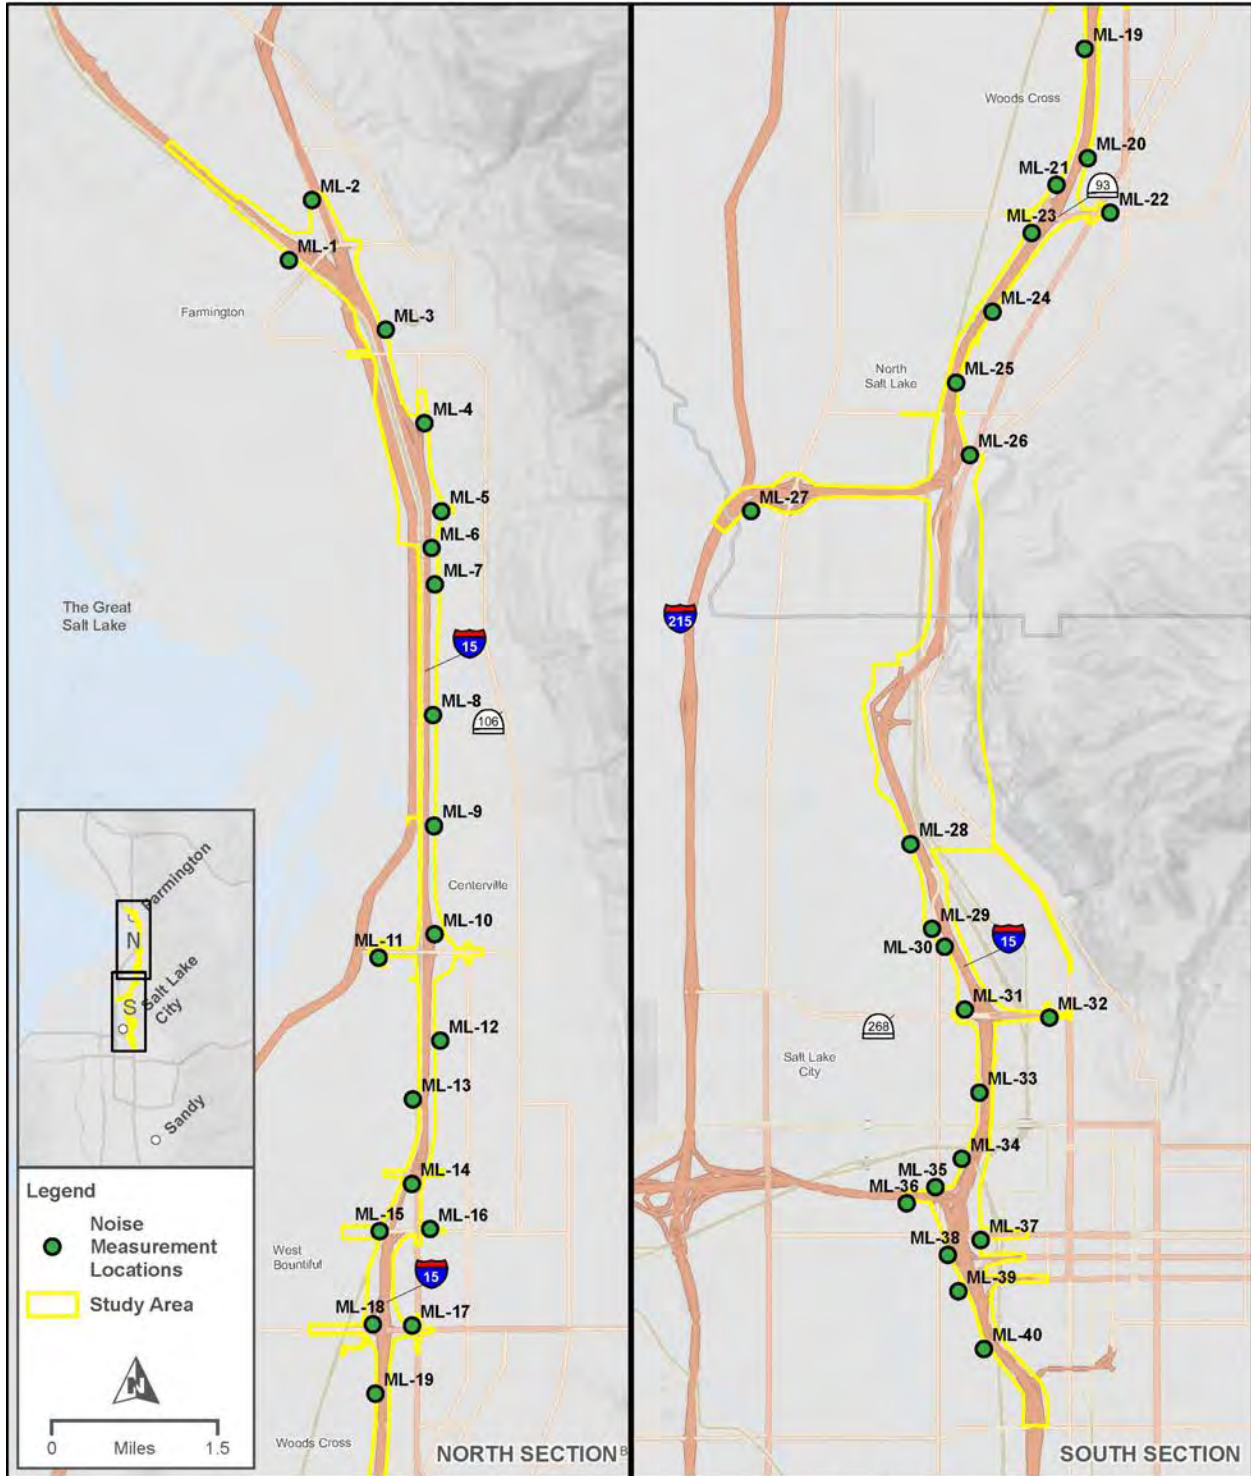 ML-2
ML-1
Farmington
ML-3
ML-4
ML-5
ML-6
ML-7
The Great
Salt Lake
15
ML-8
106
ML-9
Centerville
ML-10
ML-11
ML-12
ML-13
ML-14
ML-15
ML-16
West
Bountiful
15
ML-18
ML-17
ML-19
Woods Cross
NORTH SECTION
B
Farmington
N
Salt Lake
City
S
Sandy
Legend
Noise
Measurement
Locations
Study Area
N
0
Miles
1.5
ML-19
Woods Cross
ML-20
ML-21
93
ML-22
ML-23
ML-24
North
Salt Lake
ML-25
ML-26
ML-27
215
ML-28
ML-29
ML-30
15
ML-31
ML-32
268
Salt Lake
City
ML-33
ML-34
ML-35
ML-36
ML-37
ML-38
ML-39
ML-40
SOUTH SECTION